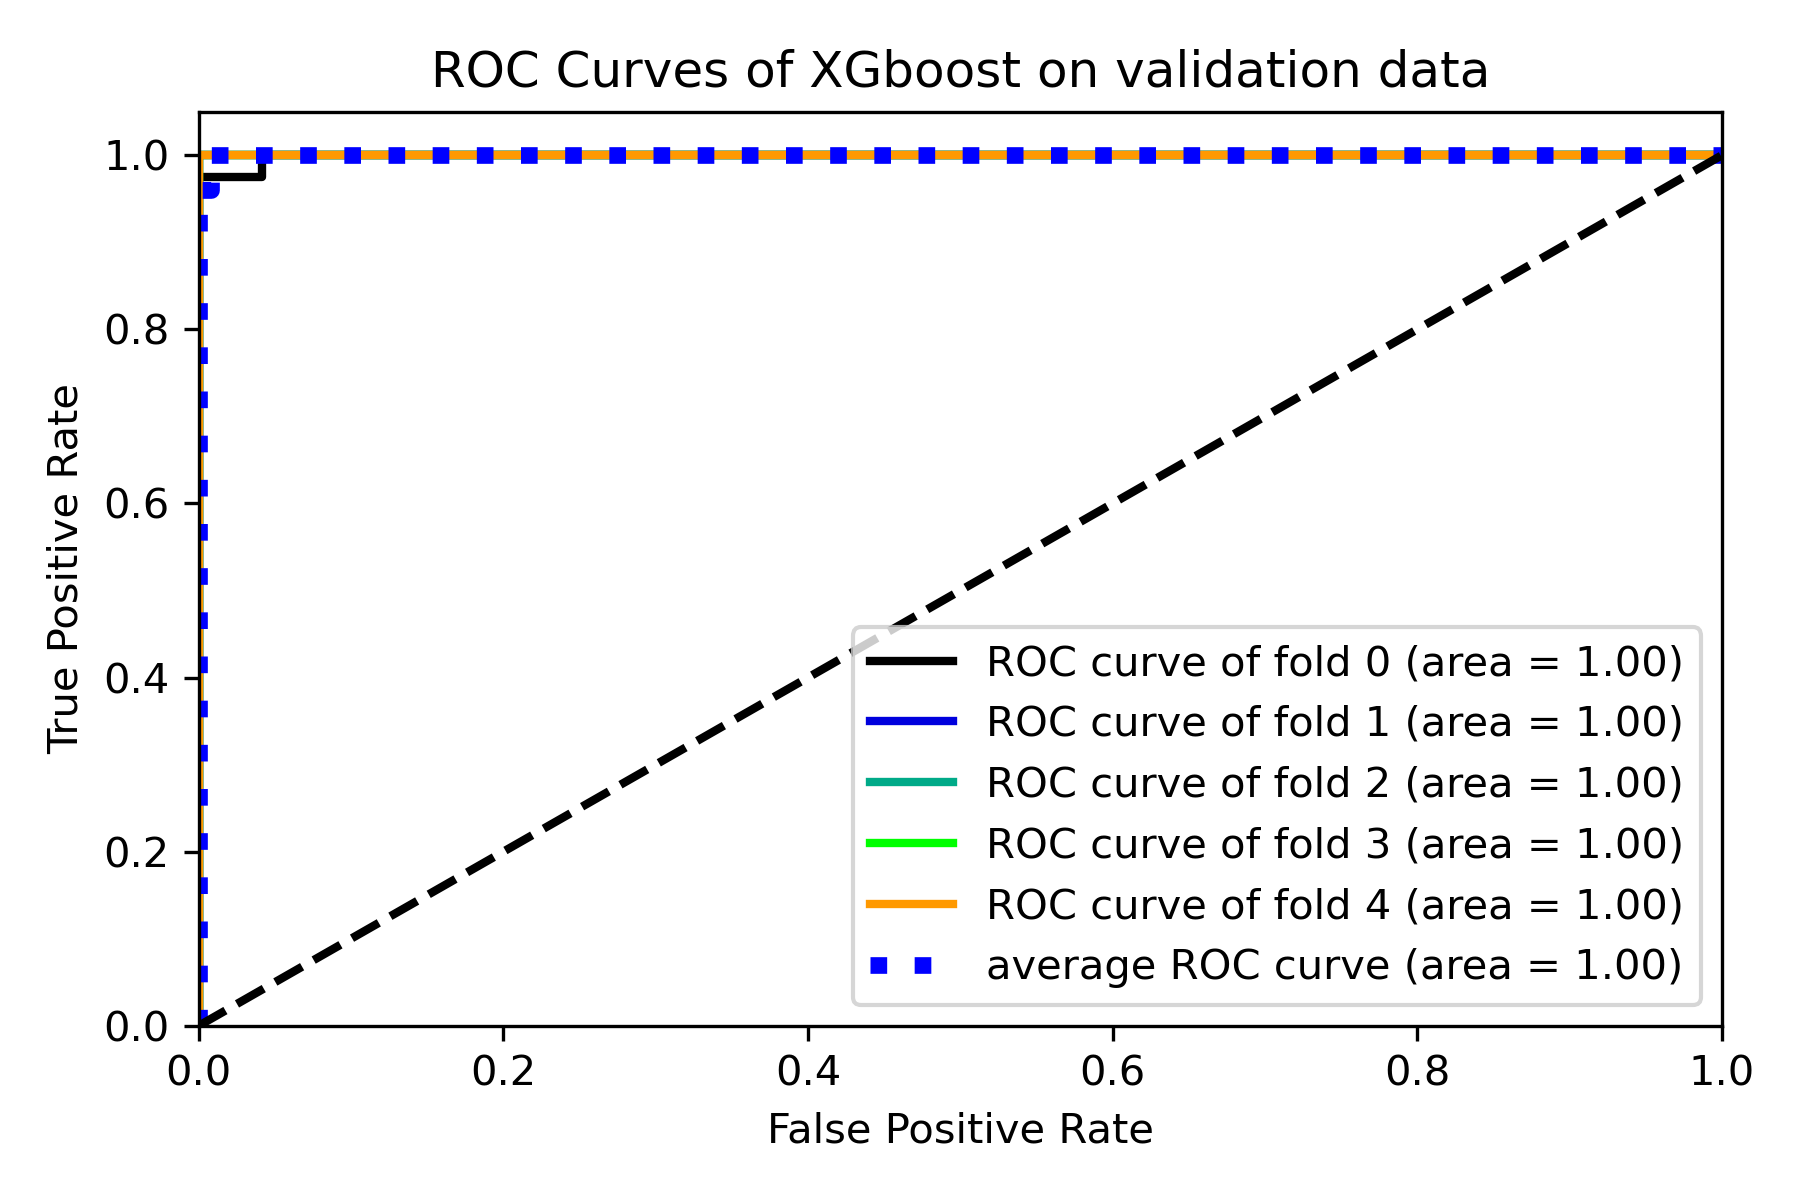 ROC Curves of XGboost on validation data
1.0
0.8
0.6
0.4
0.2
0.0
True Positive Rate
ROC curve of fold 0 (area = 1.00)
ROC curve of fold 1 (area = 1.00)
ROC curve of fold 2 (area = 1.00)
ROC curve of fold 3 (area = 1.00)
ROC curve of fold 4 (area = 1.00)
average ROC curve (area = 1.00)
0.0 0.2 0.4 0.6 0.8 1.0
False Positive Rate